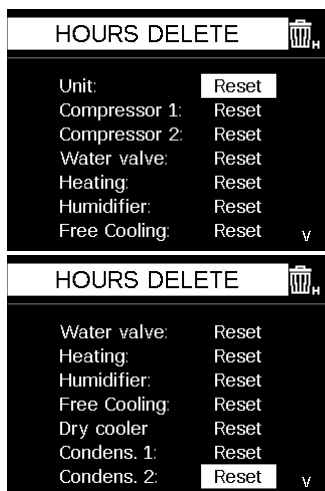 HOURS DELETE H
Unit: Reset
Compressor 1: Reset
Compressor 2: Reset
Water valve: Reset
Heating: Reset
Humidifier: Reset
Free Cooling: Reset
V
HOURS DELETE H
Water valve: Reset
Heating: Reset
Humidifier: Reset
Free Cooling: Reset
Dry cooler Reset
Condens. 1: Reset
Condens. 2: Reset
V